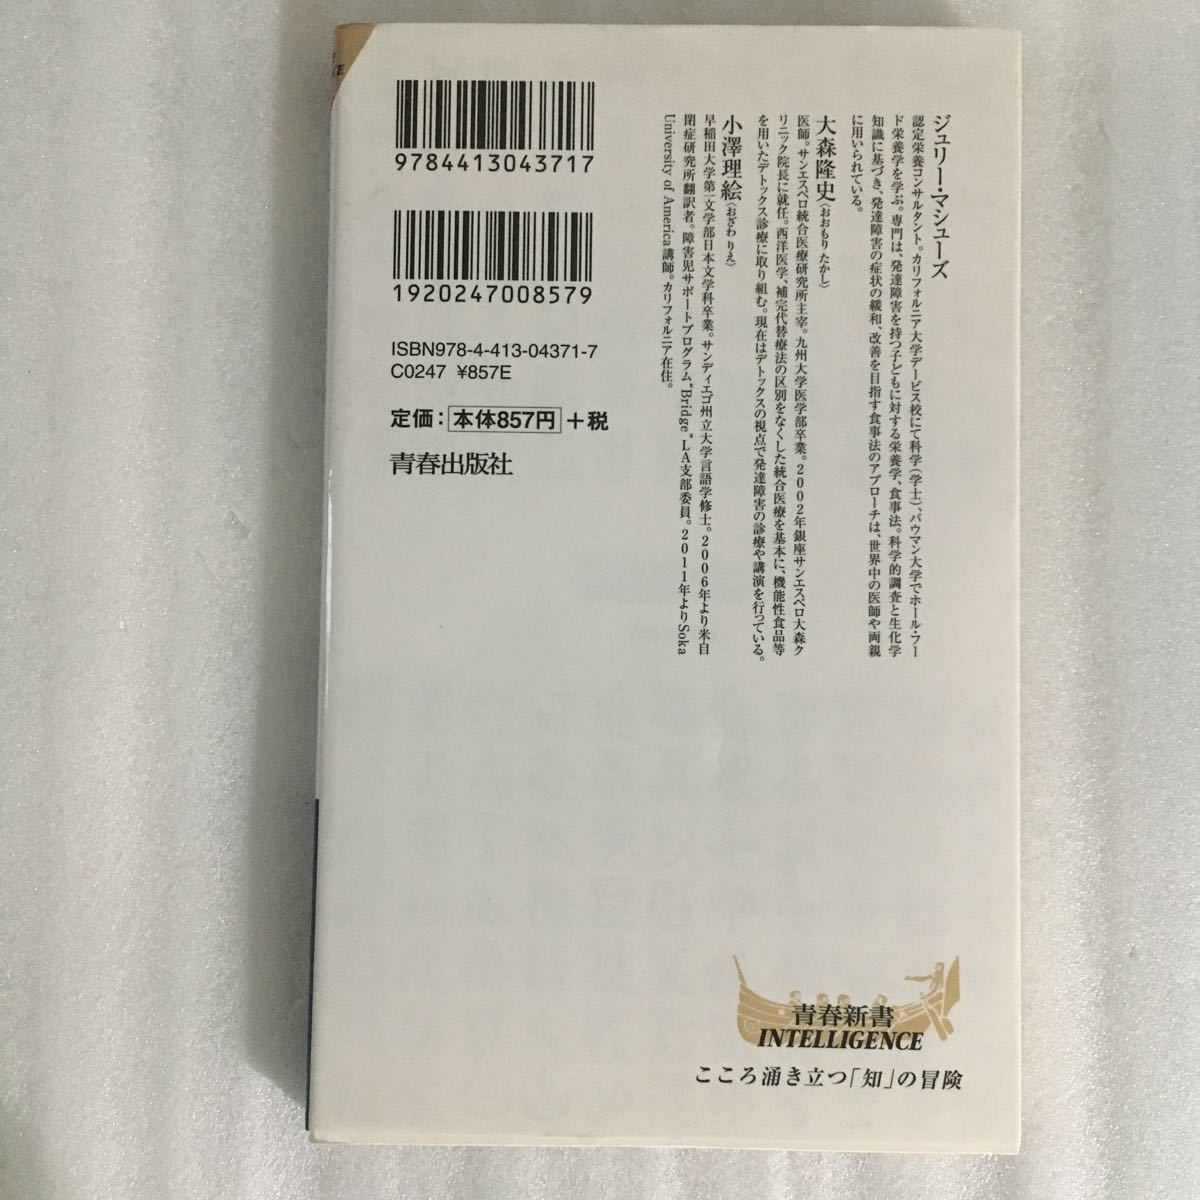 9784413043717
1920247008579
ISBN978-4-413-04371-7
C0247 ¥857E
定価：本体857円＋税
青春出版社
ジュリー・マシューズ
認定栄養コンサルタント。カリフォルニア大学デービス校にて科学（学士）、バウマン大学でホール・フー
ド栄養学を学ぶ。専門は、発達障害を持つ子どもに対する栄養学、食事法。科学的調査と生化学
知識に基づき、発達障害の症状の緩和、改善を目指す食事法のアプローチは、世界中の医師や両親
に用いられている。
大森隆史〈おおもり たかし〉
医師。サンエスペロ統合医療研究所主宰。九州大学医学部卒業。2002年銀座サンエスペロ大森ク
リニック院長に就任。西洋医学、補完代替療法の区別をなくした統合医療を基本に、機能性食品等
を用いたデトックス診療に取り組む。現在はデトックスの視点で発達障害の診療や講演を行っている。
小澤理絵〈おざわ りえ〉
早稲田大学第一文学部日本文学科卒業。サンディエゴ州立大学言語学修士。2006年より米自
閉症研究所翻訳者。障害児サポートプログラム"Bridge"LA支部委員。2011年よりSoka
University of America講師。カリフォルニア在住。
青春新書
INTELLIGENCE
こころ涌き立つ「知」の冒険